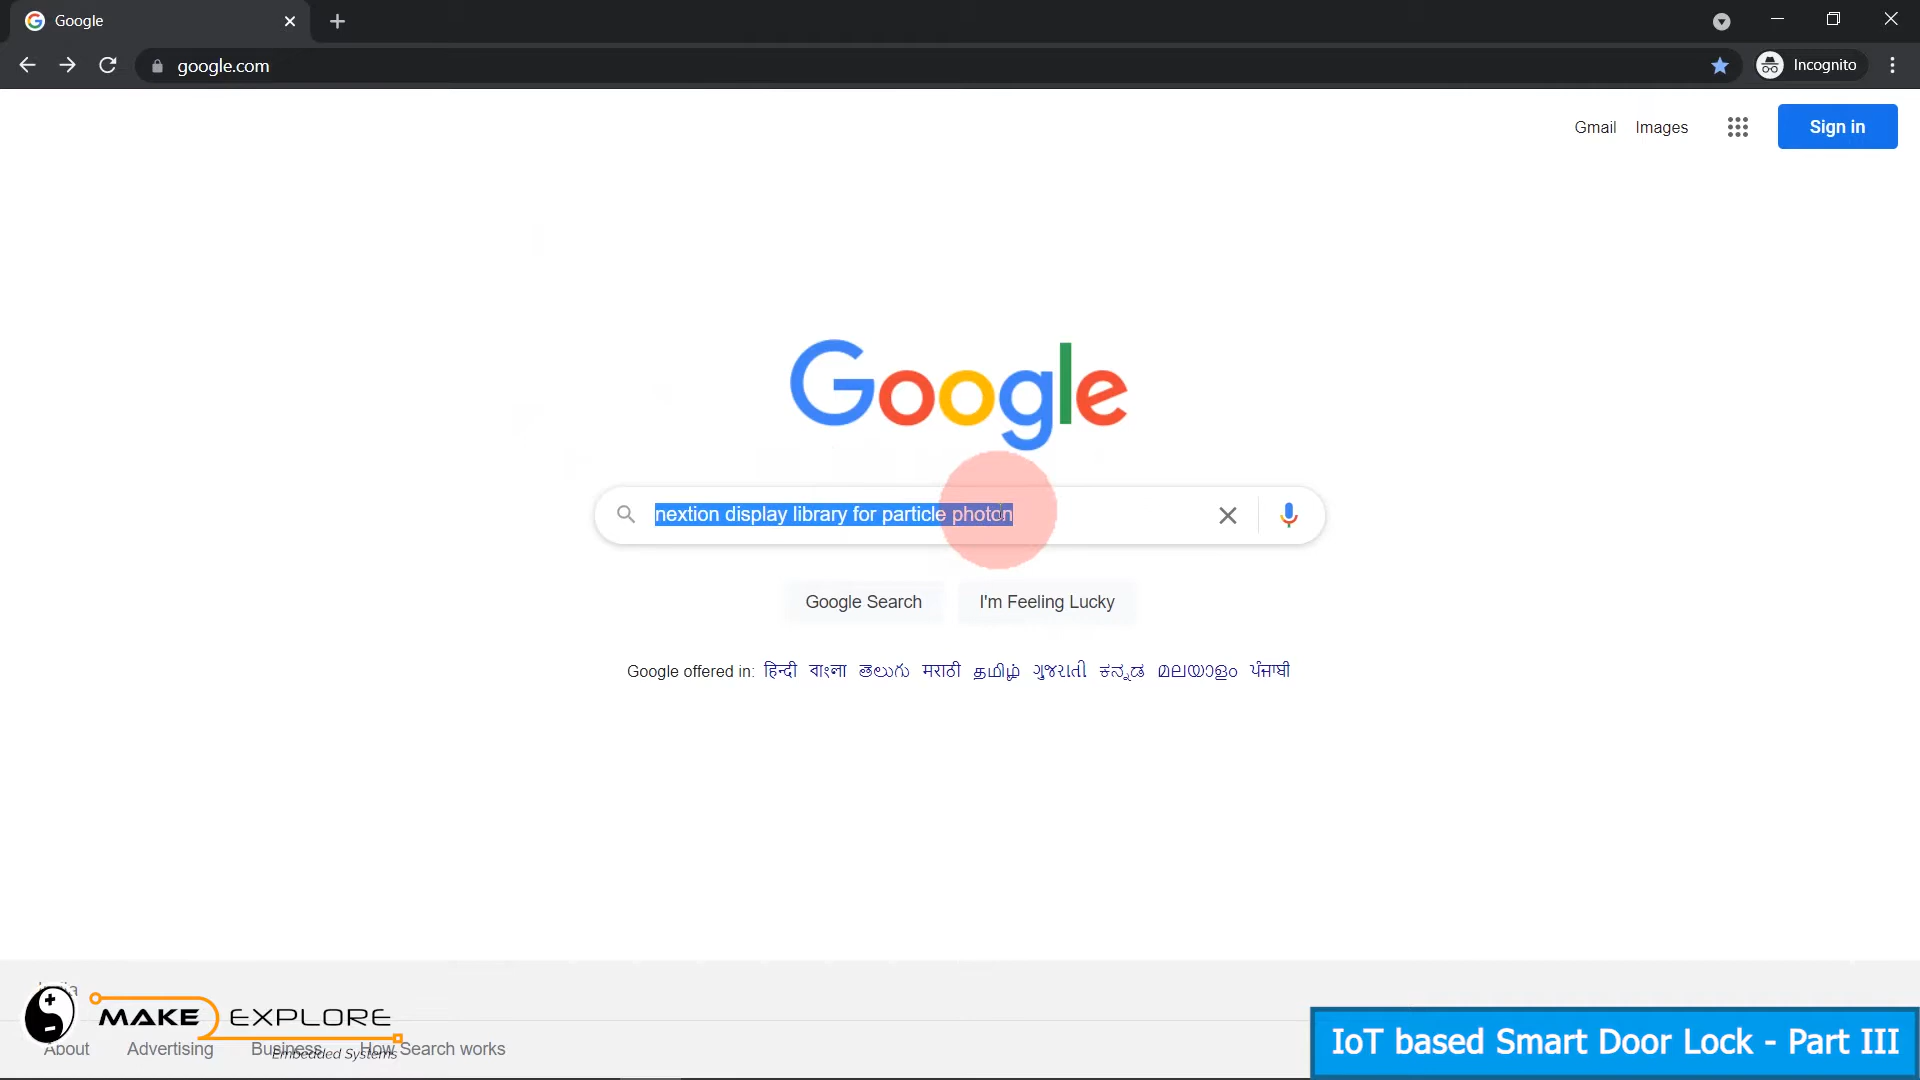 Google
google.com
Incognito
Gmail Images
Sign in
Google
nextion display library for particle photon
Google Search I'm Feeling Lucky
Google offered in: हिन्दी বাংলা తెలుగు मराठी தமிழ் ગુજરાતી ಕನ್ನಡ മലയാളം ਪੰਜਾਬੀ
India
MAKE EXPLORE
Embedded Systems
About Advertising Business How Search works
IoT based Smart Door Lock - Part III